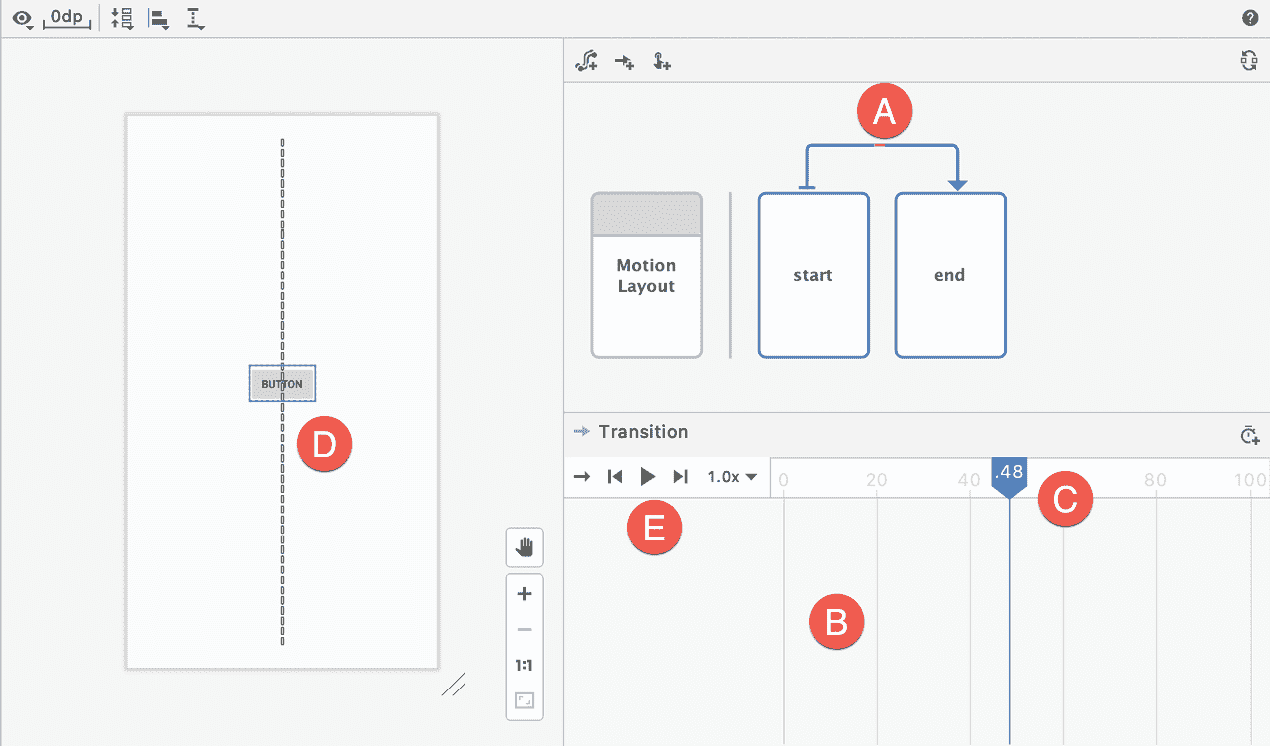 0dp
?
A
Motion
Layout
start
end
BUTTON
D
Transition
1.0x
0
20
40
.48
80
100
C
E
B
1:1